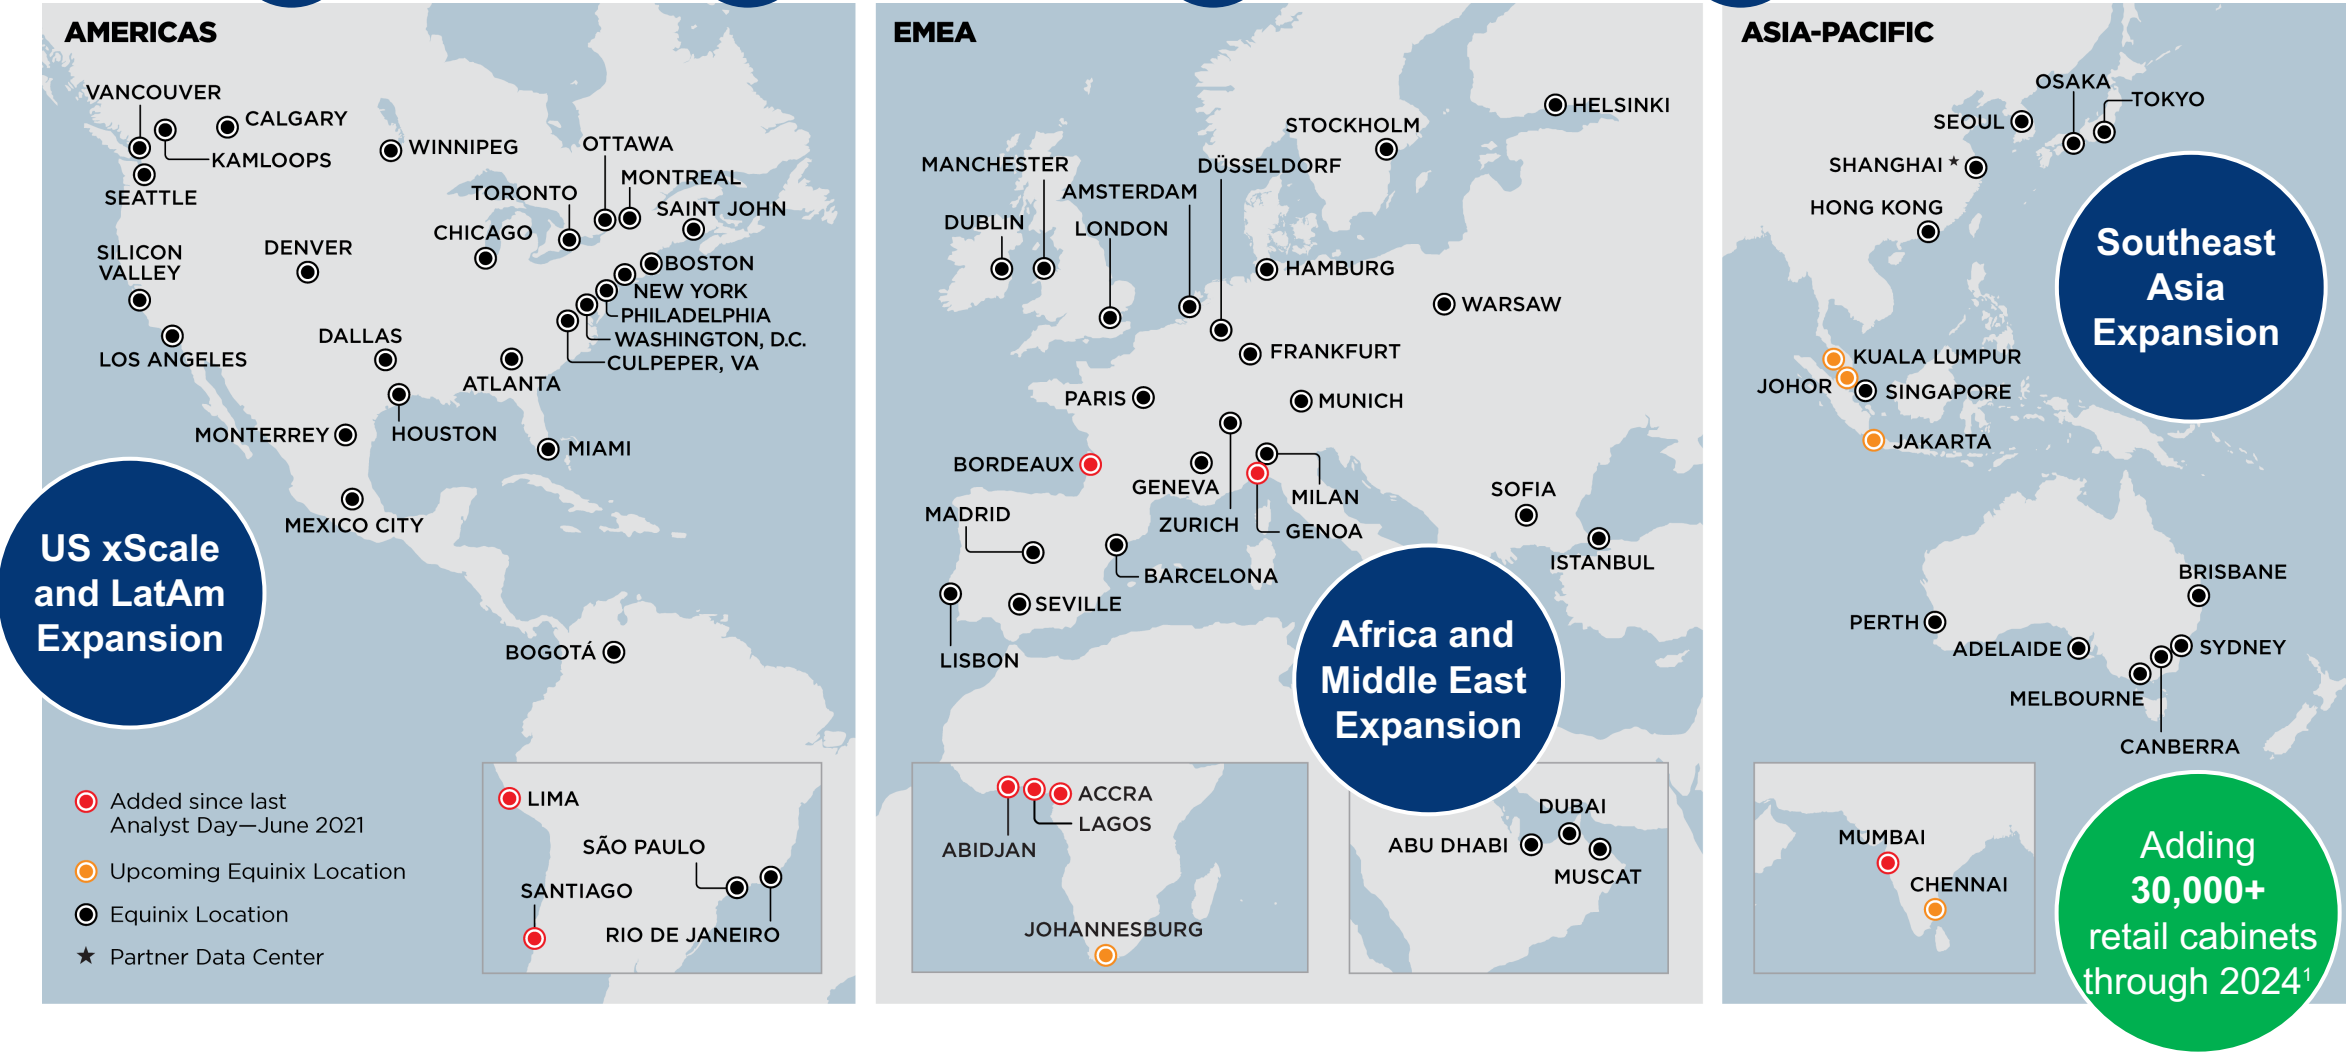 AMERICAS
VANCOUVER
CALGARY
KAMLOOPS
SEATTLE
WINNIPEG
OTTAWA
MONTREAL
TORONTO
SAINT JOHN
CHICAGO
DENVER
SILICON
VALLEY
BOSTON
NEW YORK
PHILADELPHIA
WASHINGTON, D.C.
CULPEPER, VA
LOS ANGELES
DALLAS
ATLANTA
HOUSTON
MONTERREY
MIAMI
MEXICO CITY
US xScale
and LatAm
Expansion
BOGOTÁ
LIMA
SÃO PAULO
SANTIAGO
RIO DE JANEIRO
Added since last
Analyst Day—June 2021
Upcoming Equinix Location
Equinix Location
★ Partner Data Center
EMEA
HELSINKI
STOCKHOLM
MANCHESTER
DÜSSELDORF
AMSTERDAM
DUBLIN
LONDON
HAMBURG
WARSAW
FRANKFURT
PARIS
MUNICH
BORDEAUX
GENEVA
MILAN
SOFIA
MADRID
ZURICH
GENOA
ISTANBUL
BARCELONA
SEVILLE
LISBON
Africa and
Middle East
Expansion
ACCRA
LAGOS
ABIDJAN
JOHANNESBURG
DUBAI
ABU DHABI
MUSCAT
ASIA-PACIFIC
OSAKA
TOKYO
SEOUL
SHANGHAI ★
HONG KONG
Southeast
Asia
Expansion
KUALA LUMPUR
JOHOR
SINGAPORE
JAKARTA
BRISBANE
PERTH
ADELAIDE
SYDNEY
MELBOURNE
CANBERRA
MUMBAI
CHENNAI
Adding
30,000+
retail cabinets
through 2024¹